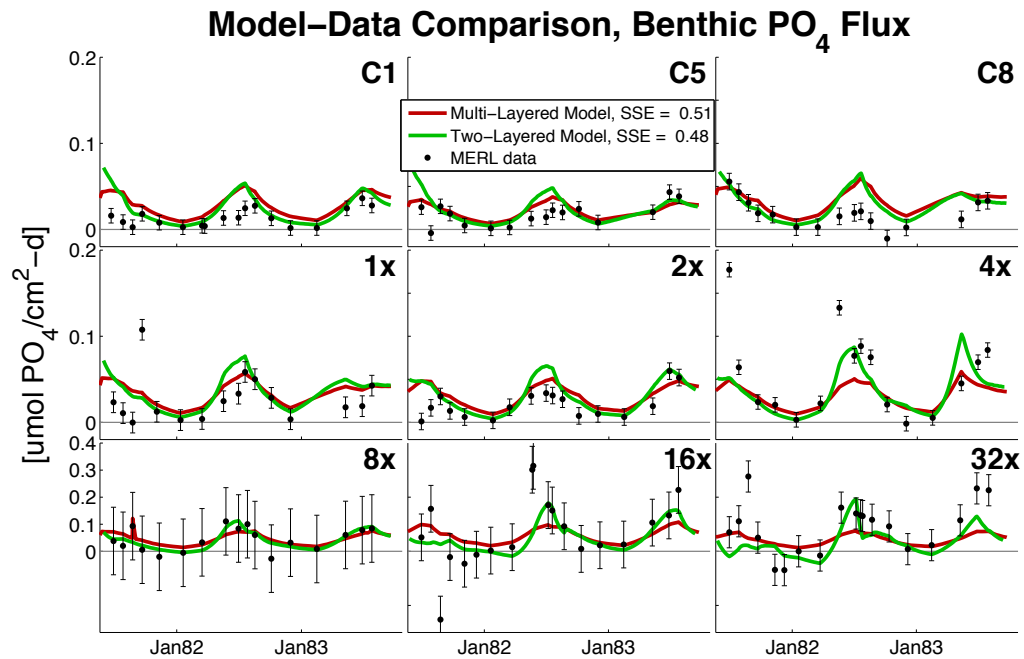 Model−Data Comparison, Benthic PO4 Flux
[umol PO4/cm2−d]
0.2
0.1
0
C1
C5
C8
Multi−Layered Model, SSE = 0.51
Two−Layered Model, SSE = 0.48
MERL data
0.2
0.1
0
1x
2x
4x
0.4
0.3
0.2
0.1
0
8x
16x
32x
Jan82 Jan83 Jan82 Jan83 Jan82 Jan83